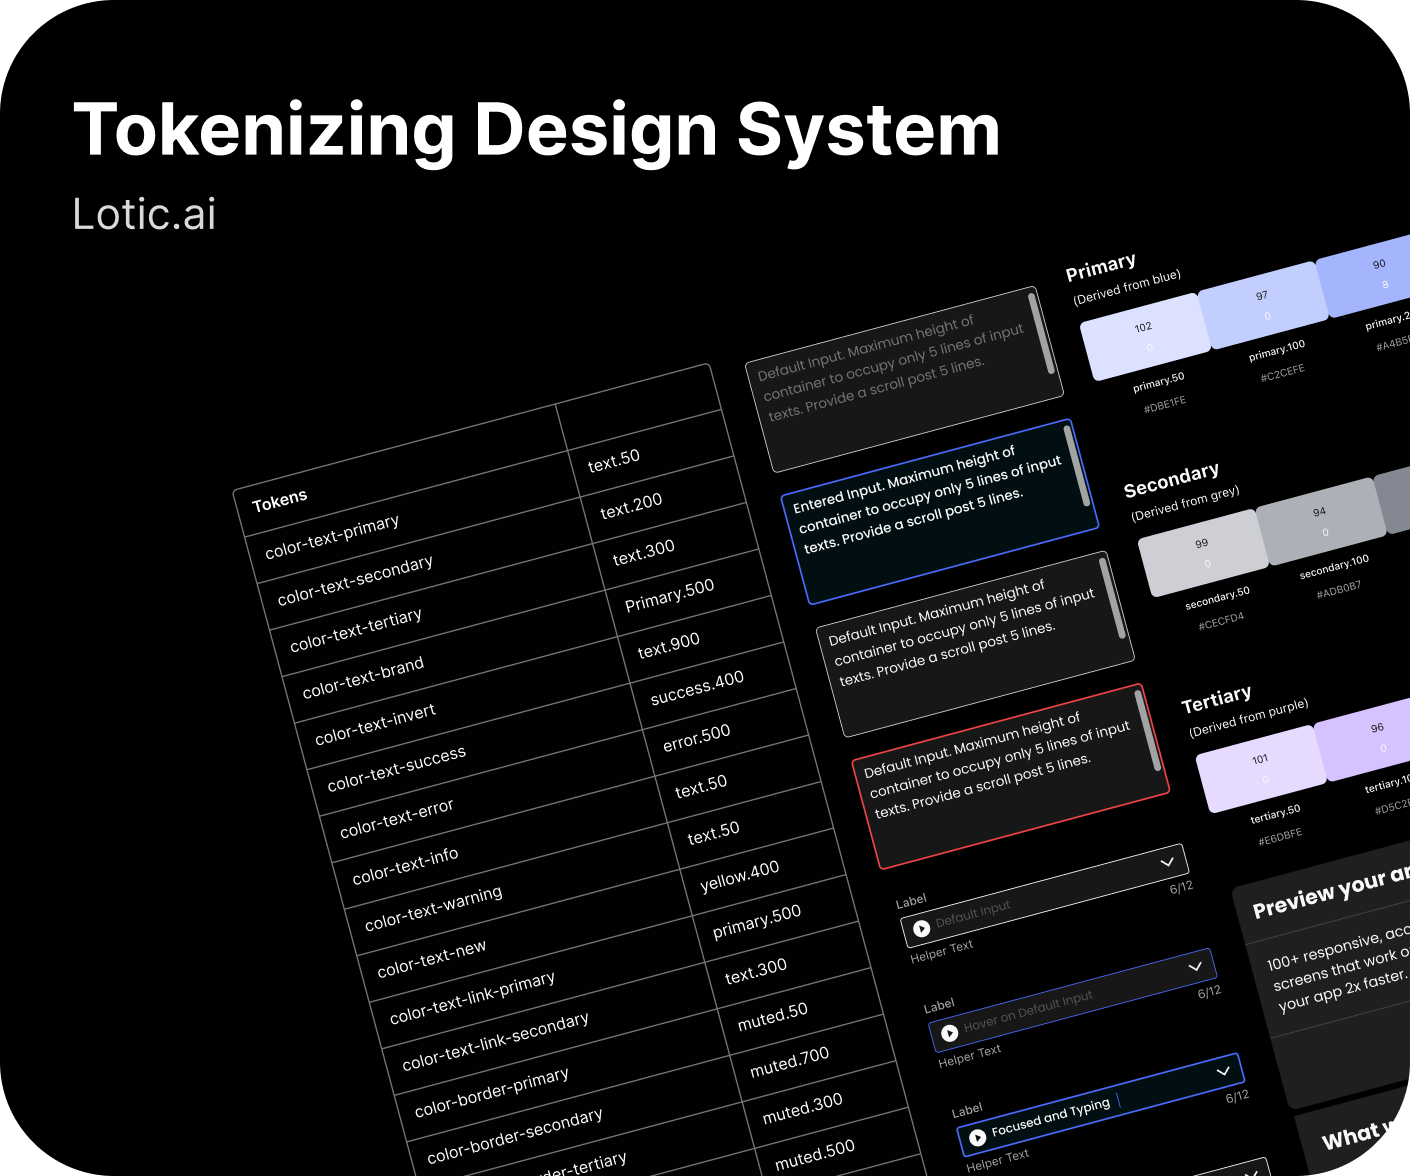 Tokenizing Design System
Lotic.ai
Tokens
color-text-primary text.50
color-text-secondary text.200
color-text-tertiary text.300
color-text-brand Primary.500
color-text-invert text.900
color-text-success success.400
color-text-error error.500
color-text-info text.50
color-text-warning text.50
color-text-new yellow.400
color-text-link-primary primary.500
color-text-link-secondary text.300
color-border-primary muted.50
color-border-secondary muted.700
der-tertiary muted.300
muted.500
Default Input. Maximum height of
container to occupy only 5 lines of input
texts. Provide a scroll post 5 lines.
Entered Input. Maximum height of
container to occupy only 5 lines of input
texts. Provide a scroll post 5 lines.
Default Input. Maximum height of
container to occupy only 5 lines of input
texts. Provide a scroll post 5 lines.
Default Input. Maximum height of
container to occupy only 5 lines of input
texts. Provide a scroll post 5 lines.
Label
Default Input
Helper Text 6/12
Label
Hover on Default Input
Helper Text 6/12
Label
Focused and Typing
Helper Text 6/12
Primary
(Derived from blue)
102 97 90
0 0 8
primary.50 primary.100 primary.2
#DBE1FE #C2CEFE #A4B5
Secondary
(Derived from grey)
99 94
0 0
secondary.50 secondary.100
#CECFD4 #ADB0B7
Tertiary
(Derived from purple)
101 96
0 0
tertiary.50 tertiary.10
#E6DBFE #D5C2
Preview your
100+ responsive,
screens that work
your app 2x faster.
What